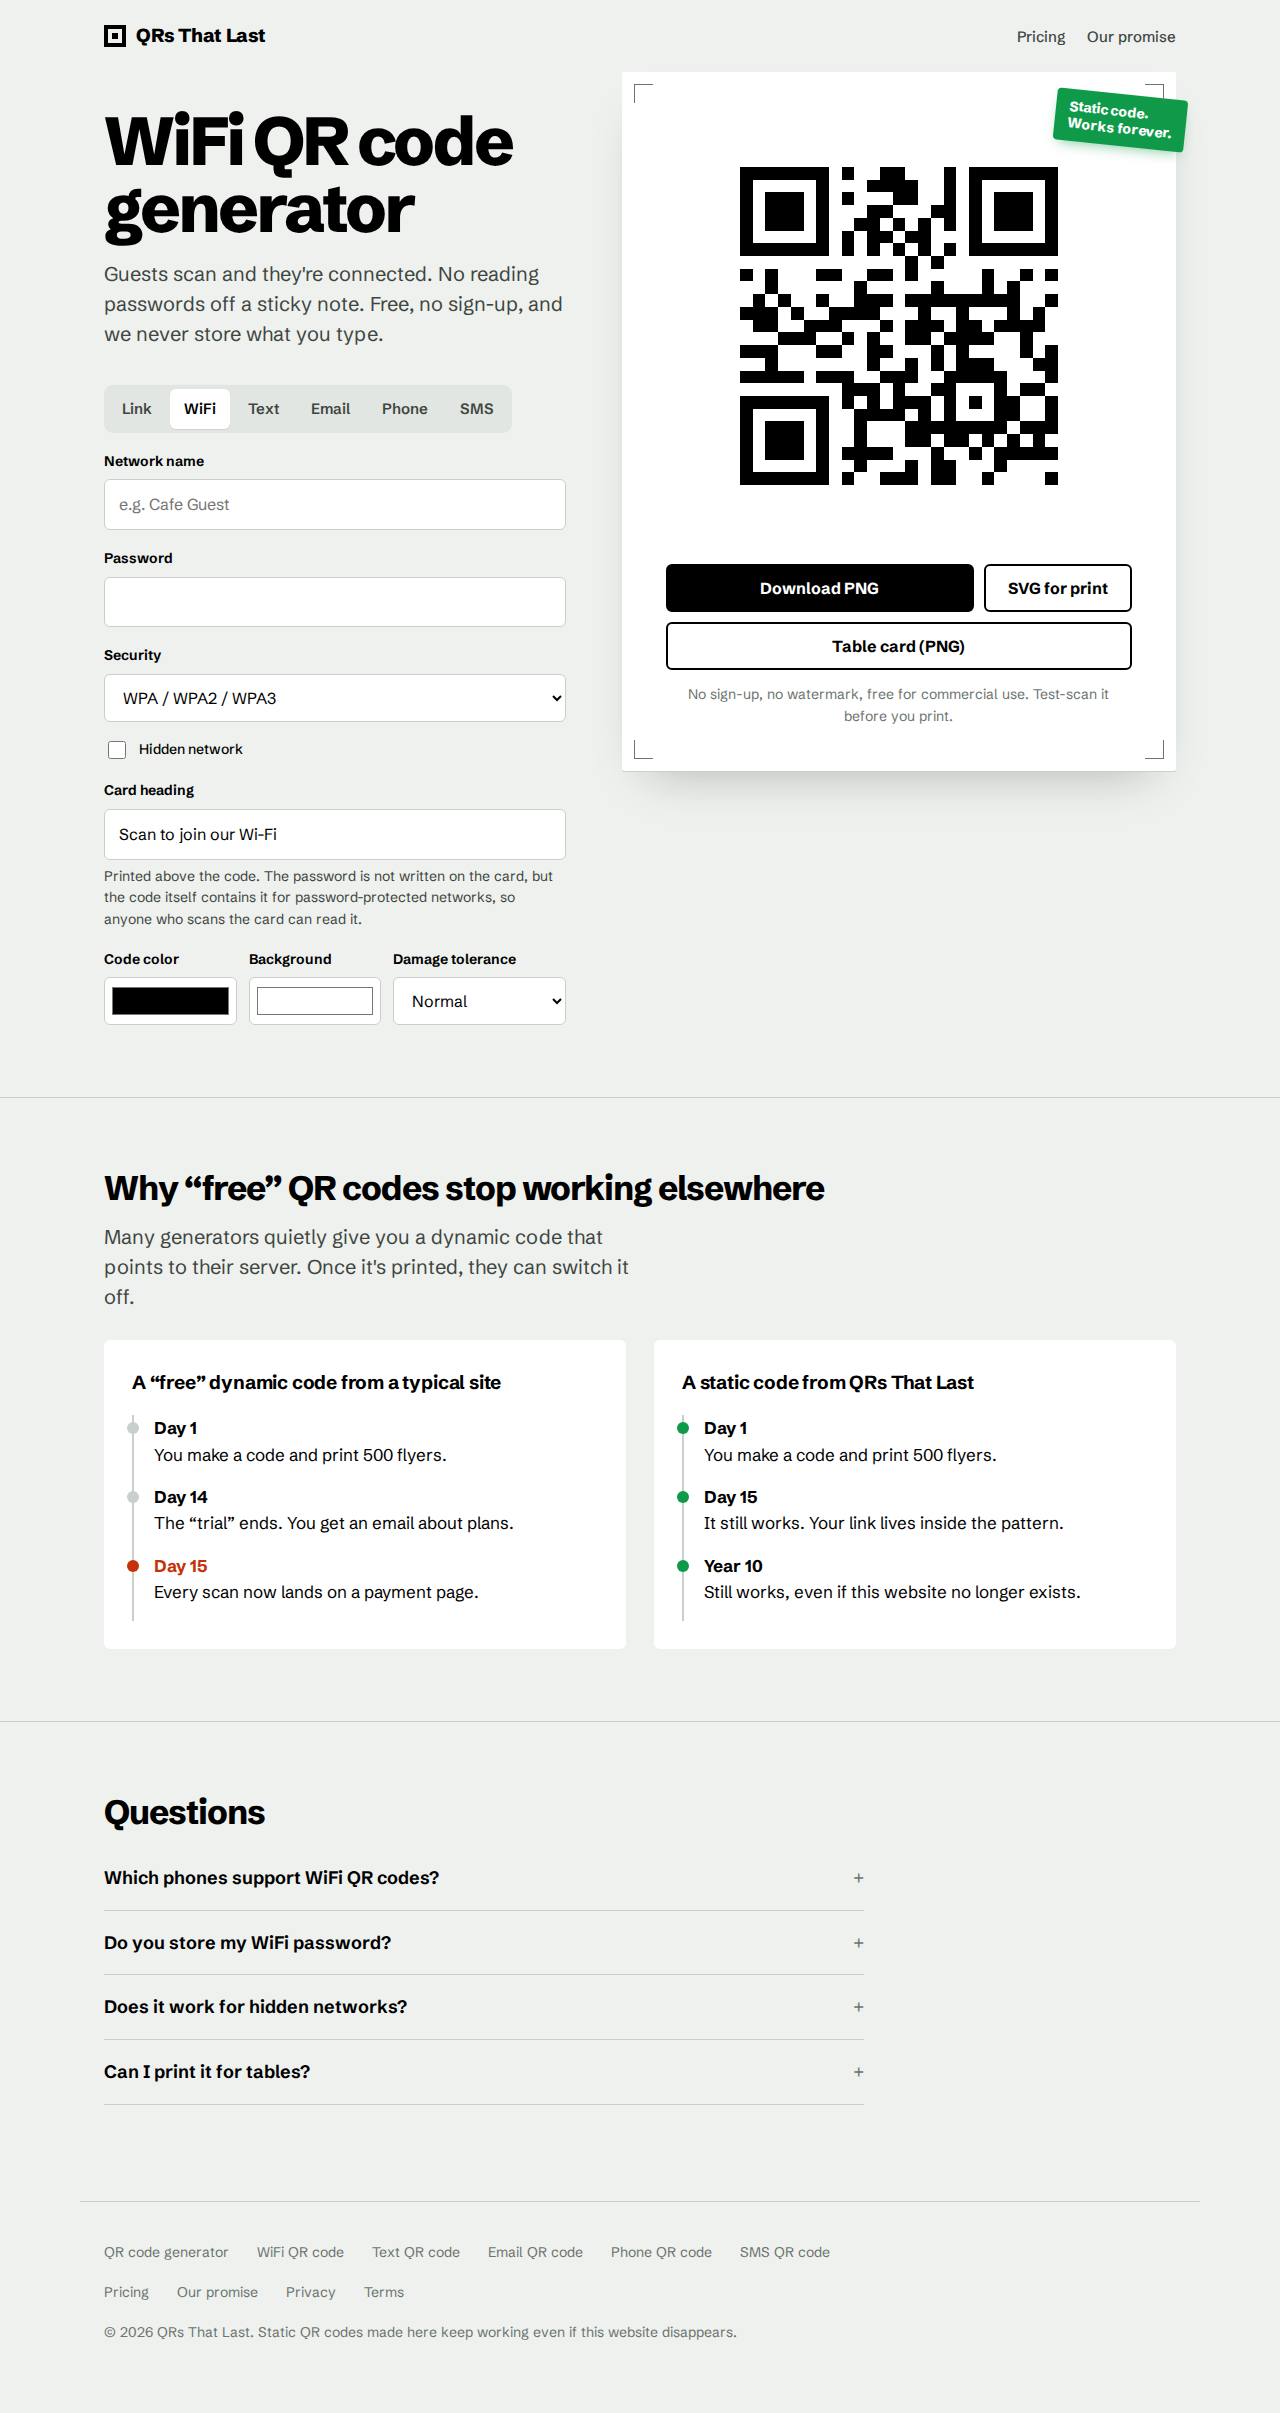 QRs That Last
Pricing
Our promise
WiFi QR code
generator
Guests scan and they're connected. No reading
passwords off a sticky note. Free, no sign-up, and
we never store what you type.
Link
WiFi
Text
Email
Phone
SMS
Network name
e.g. Cafe Guest
Password
Security
WPA / WPA2 / WPA3
Hidden network
Card heading
Scan to join our Wi-Fi
Printed above the code. The password is not written on the card, but
the code itself contains it for password-protected networks, so
anyone who scans the card can read it.
Code color
Background
Damage tolerance
Normal
Static code.
Works forever.
Download PNG
SVG for print
Table card (PNG)
No sign-up, no watermark, free for commercial use. Test-scan it
before you print.
Why “free” QR codes stop working elsewhere
Many generators quietly give you a dynamic code that
points to their server. Once it's printed, they can switch it
off.
A “free” dynamic code from a typical site
Day 1
You make a code and print 500 flyers.
Day 14
The “trial” ends. You get an email about plans.
Day 15
Every scan now lands on a payment page.
A static code from QRs That Last
Day 1
You make a code and print 500 flyers.
Day 15
It still works. Your link lives inside the pattern.
Year 10
Still works, even if this website no longer exists.
Questions
Which phones support WiFi QR codes? +
Do you store my WiFi password? +
Does it work for hidden networks? +
Can I print it for tables? +
QR code generator WiFi QR code Text QR code Email QR code Phone QR code SMS QR code
Pricing Our promise Privacy Terms
© 2026 QRs That Last. Static QR codes made here keep working even if this website disappears.